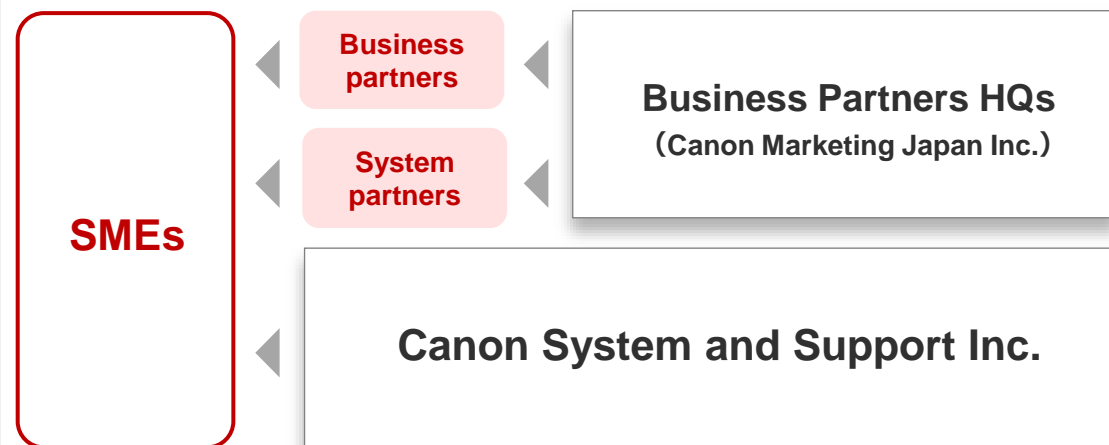 SMEs
Business
partners
System
partners
Business Partners HQs
（Canon Marketing Japan Inc.）
Canon System and Support Inc.